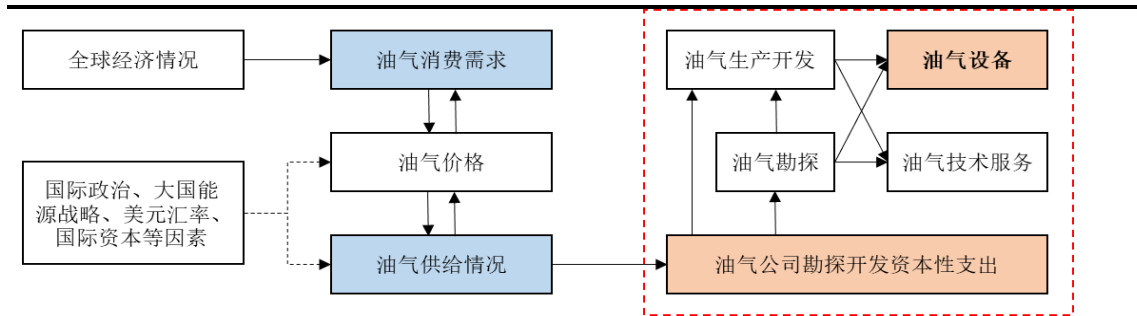 全球经济情况
油气消费需求
油气生产开发
油气设备
油气价格
油气勘探
油气技术服务
国际政治、大国能
源战略、美元汇率、
国际资本等因素
油气供给情况
油气公司勘探开发资本性支出